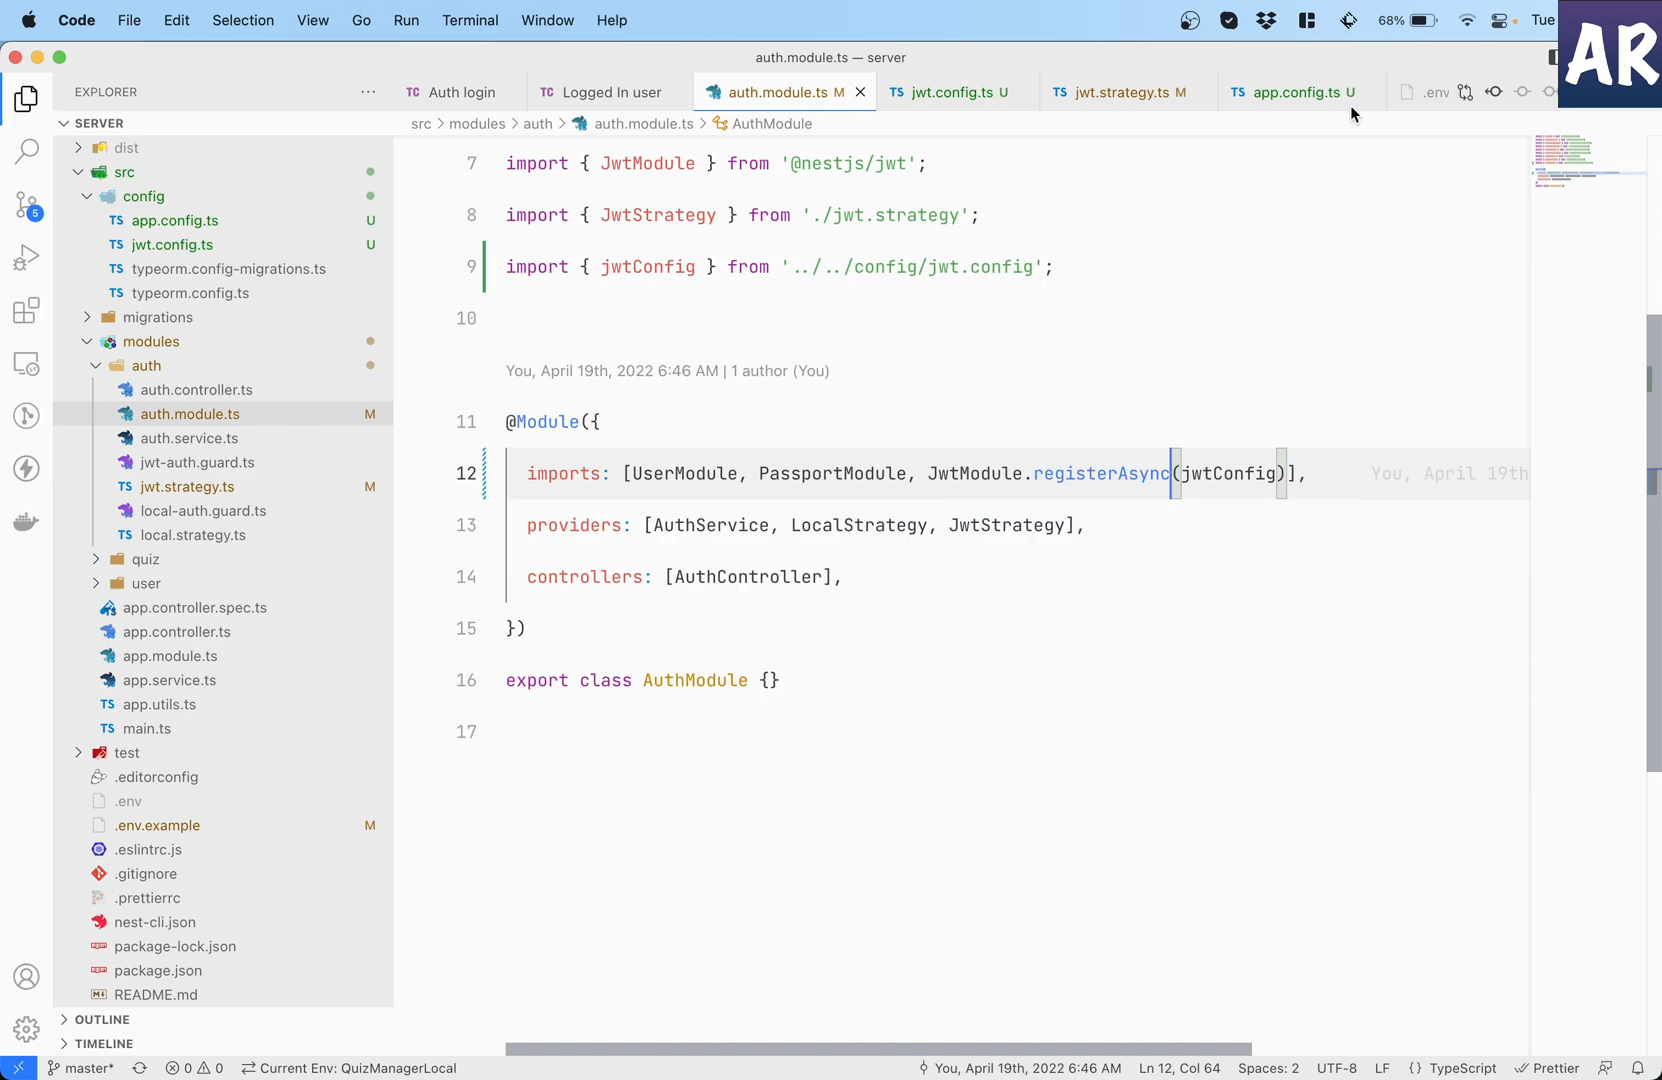 Code File Edit Selection View Go Run Terminal Window Help 68% Tue
AR
auth.module.ts — server
EXPLORER ···
TC Auth login
TC Logged In user
auth.module.ts M
TS jwt.config.ts U
TS jwt.strategy.ts M
TS app.config.ts U
.env
src > modules > auth > auth.module.ts > AuthModule
SERVER
dist
src
config
TS app.config.ts U
TS jwt.config.ts U
TS typeorm.config-migrations.ts
TS typeorm.config.ts
migrations
modules
auth
auth.controller.ts
auth.module.ts M
auth.service.ts
jwt-auth.guard.ts
jwt.strategy.ts M
local-auth.guard.ts
TS local.strategy.ts
quiz
user
app.controller.spec.ts
app.controller.ts
app.module.ts
app.service.ts
TS app.utils.ts
TS main.ts
test
.editorconfig
.env
.env.example M
.eslintrc.js
.gitignore
.prettierrc
nest-cli.json
package-lock.json
package.json
README.md
OUTLINE
TIMELINE
5
7 import { JwtModule } from '@nestjs/jwt';
8 import { JwtStrategy } from './jwt.strategy';
9 import { jwtConfig } from '../../config/jwt.config';
10
You, April 19th, 2022 6:46 AM | 1 author (You)
11 @Module({
12 imports: [UserModule, PassportModule, JwtModule.registerAsync(jwtConfig)], You, April 19th
13 providers: [AuthService, LocalStrategy, JwtStrategy],
14 controllers: [AuthController],
15 })
16 export class AuthModule {}
17
master* 0 0 Current Env: QuizManagerLocal You, April 19th, 2022 6:46 AM Ln 12, Col 64 Spaces: 2 UTF-8 LF {} TypeScript Prettier